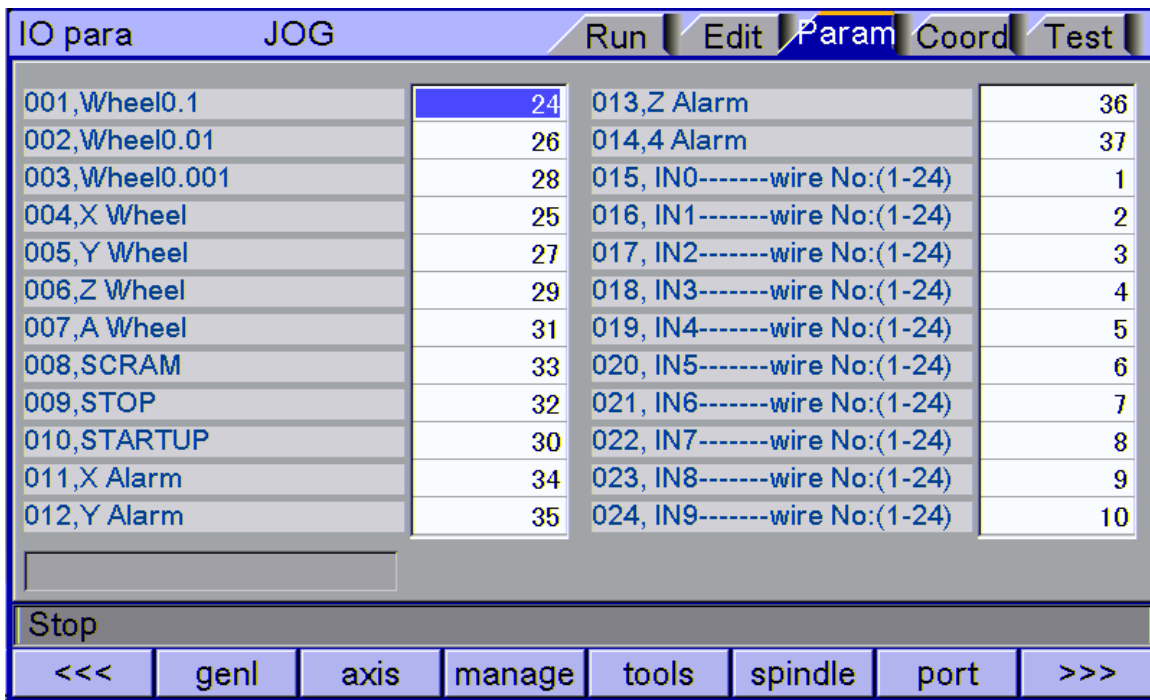 IO para JOG Run Edit Param Coord Test
001,Wheel0.1 24
002,Wheel0.01 26
003,Wheel0.001 28
004,X Wheel 25
005,Y Wheel 27
006,Z Wheel 29
007,A Wheel 31
008,SCRAM 33
009,STOP 32
010,STARTUP 30
011,X Alarm 34
012,Y Alarm 35
013,Z Alarm 36
014,4 Alarm 37
015, IN0-------wire No:(1-24) 1
016, IN1-------wire No:(1-24) 2
017, IN2-------wire No:(1-24) 3
018, IN3-------wire No:(1-24) 4
019, IN4-------wire No:(1-24) 5
020, IN5-------wire No:(1-24) 6
021, IN6-------wire No:(1-24) 7
022, IN7-------wire No:(1-24) 8
023, IN8-------wire No:(1-24) 9
024, IN9-------wire No:(1-24) 10
Stop
<<< genl axis manage tools spindle port >>>